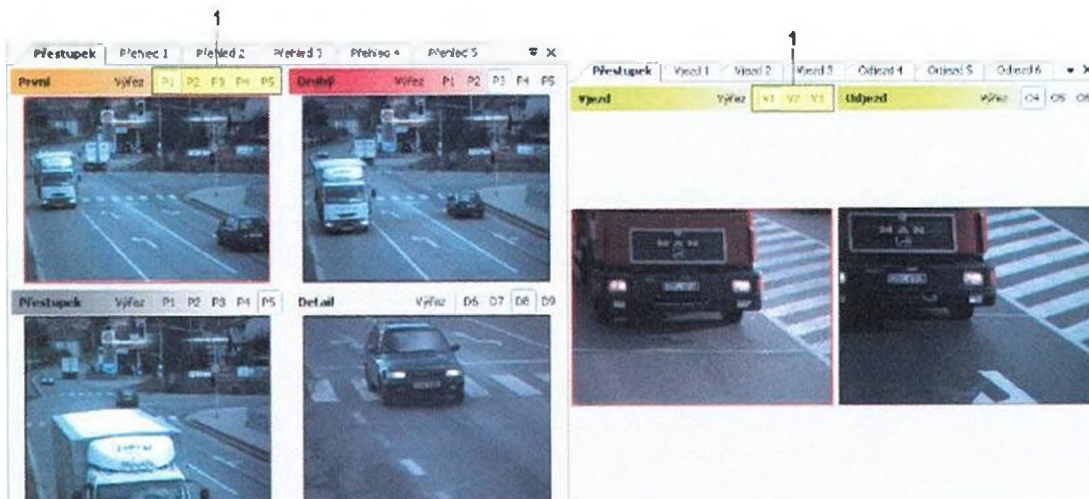 1
Přestupek Přehled 1 Přehled 2 Přehled 3 Přehled 4 Přehled 5
První Výřez P1 P2 P3 P4 P5 Druhý Výřez P1 P2 P3 P4 P5
Přestupek Výřez P1 P2 P3 P4 P5 Detail Výřez D6 D7 D8 D9
1
Přestupek Vjezd 1 Vjezd 2 Vjezd 3 Odjezd 4 Odjezd 5 Odjezd 6
Vjezd Výřez V1 V2 V3 Odjezd Výřez O4 O5 O6
MAN
MAN